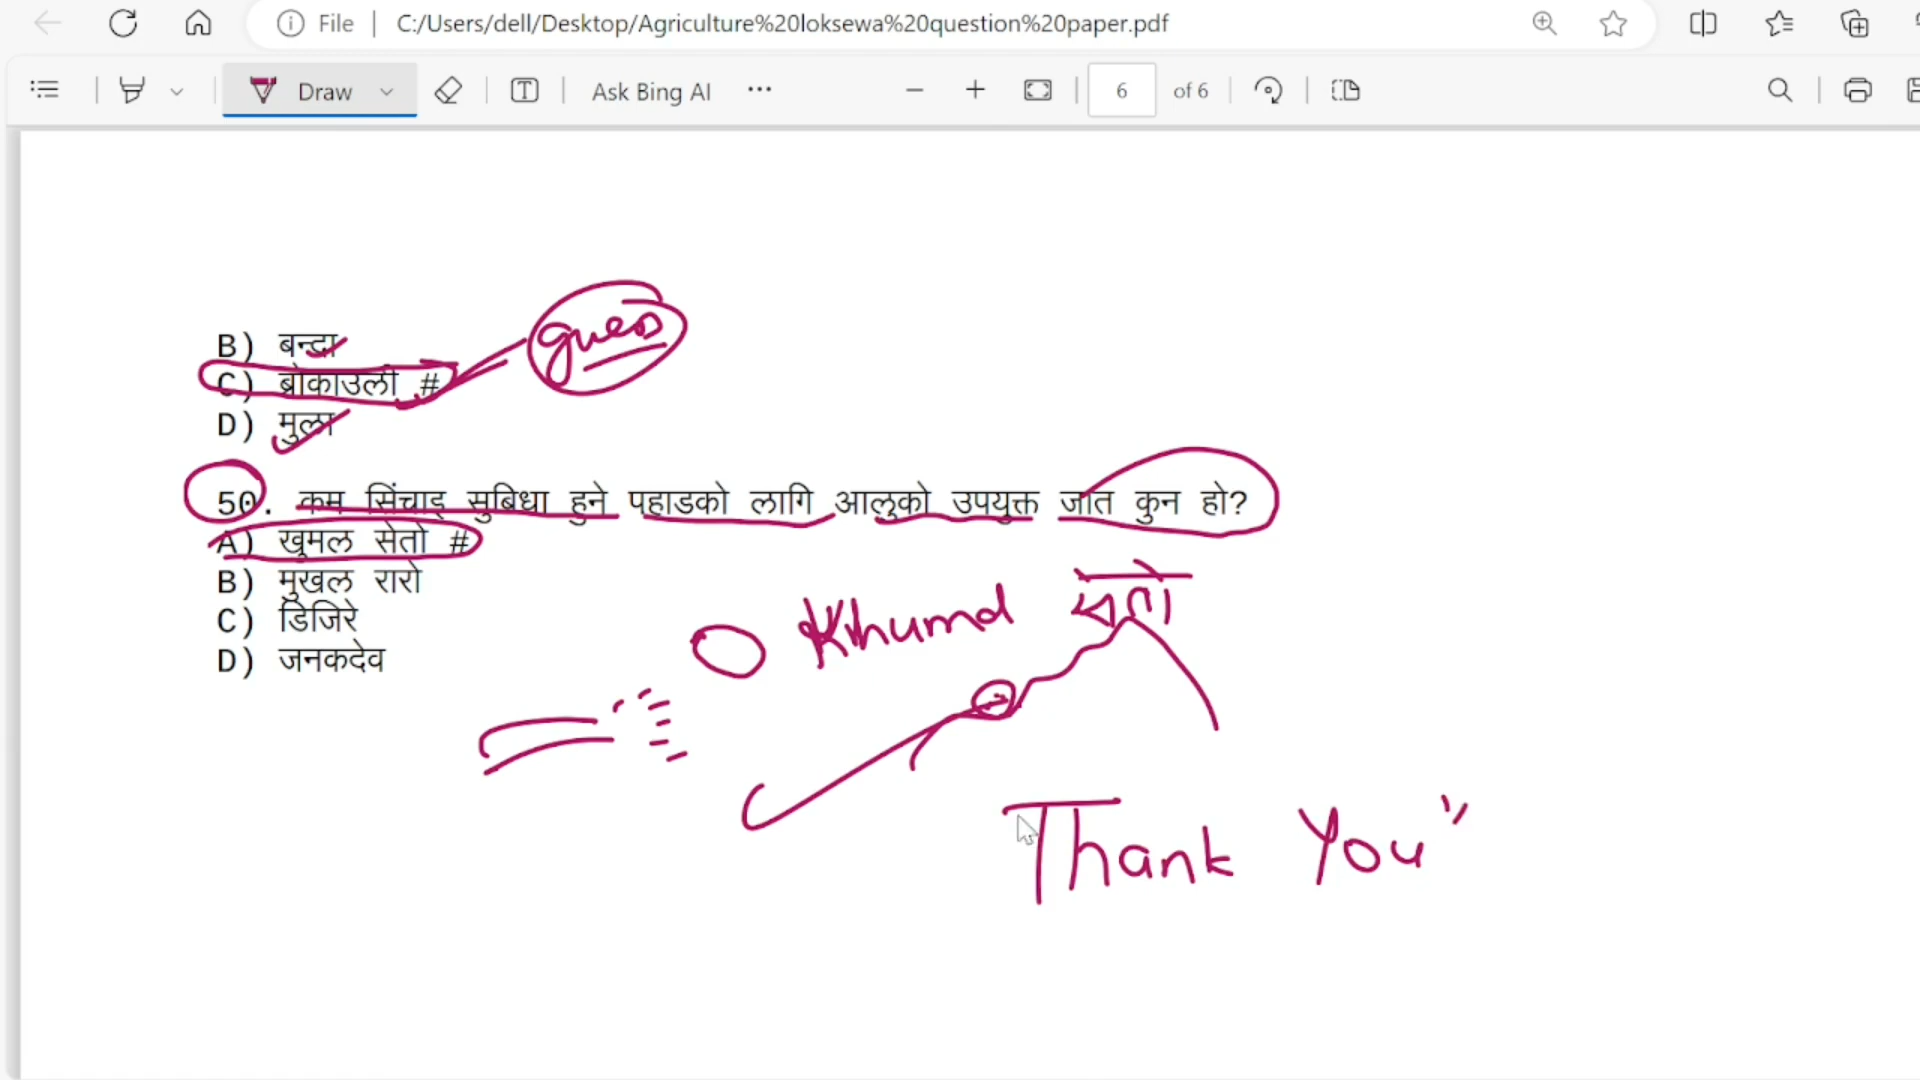 File | C:/Users/dell/Desktop/Agriculture%20loksewa%20question%20paper.pdf
Draw Ask Bing AI 6 of 6
B) बन्दा
guess
C) ब्रोकाउली #
D) मुला
50. कम सिंचाइ सुबिधा हुने पहाडको लागि आलुको उपयुक्त जात कुन हो?
A) खुमल सेतो #
B) मुखल रारो
C) डिजिरे
D) जनकदेव
Thank You"